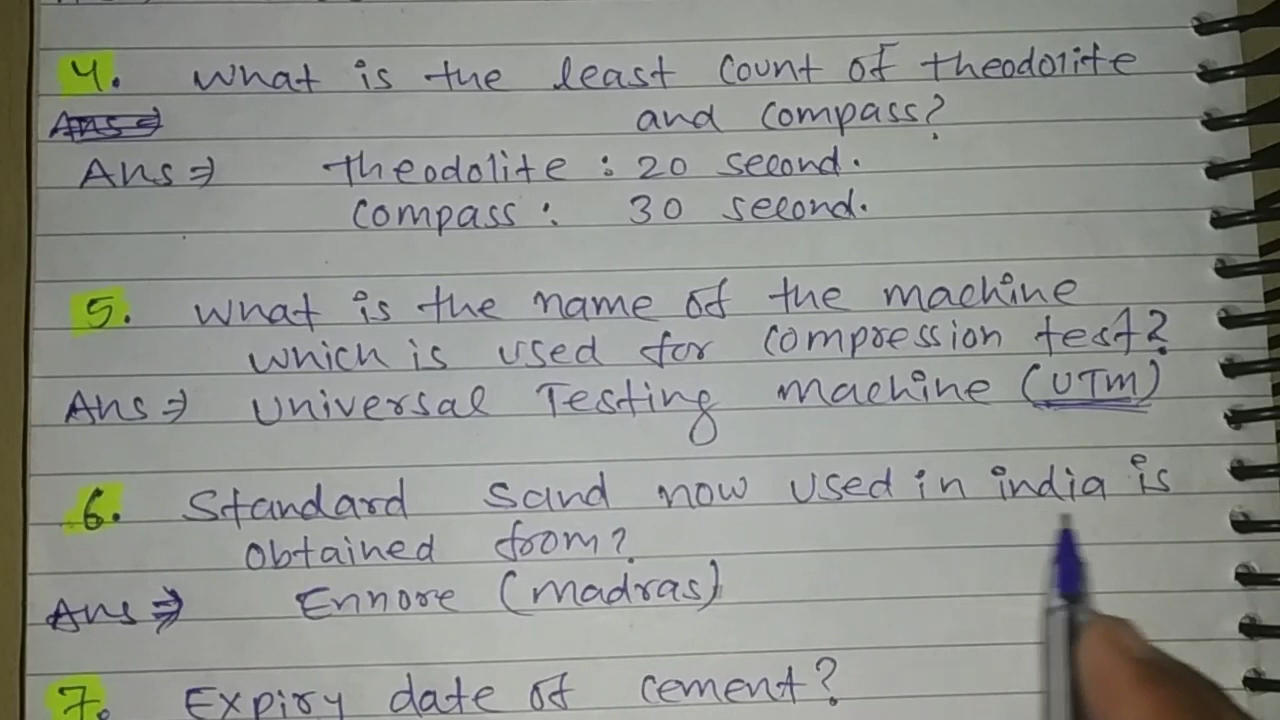 4. What is the least count of theodolite
and compass?
Ans ⇒ Theodolite : 20 second.
Compass : 30 second.
5. What is the name of the machine
which is used for compression test?
Ans ⇒ Universal Testing machine (UTM)
6. Standard sand now used in india is
obtained from?
Ans ⇒ Ennore (madras)
7. Expiry date of cement?